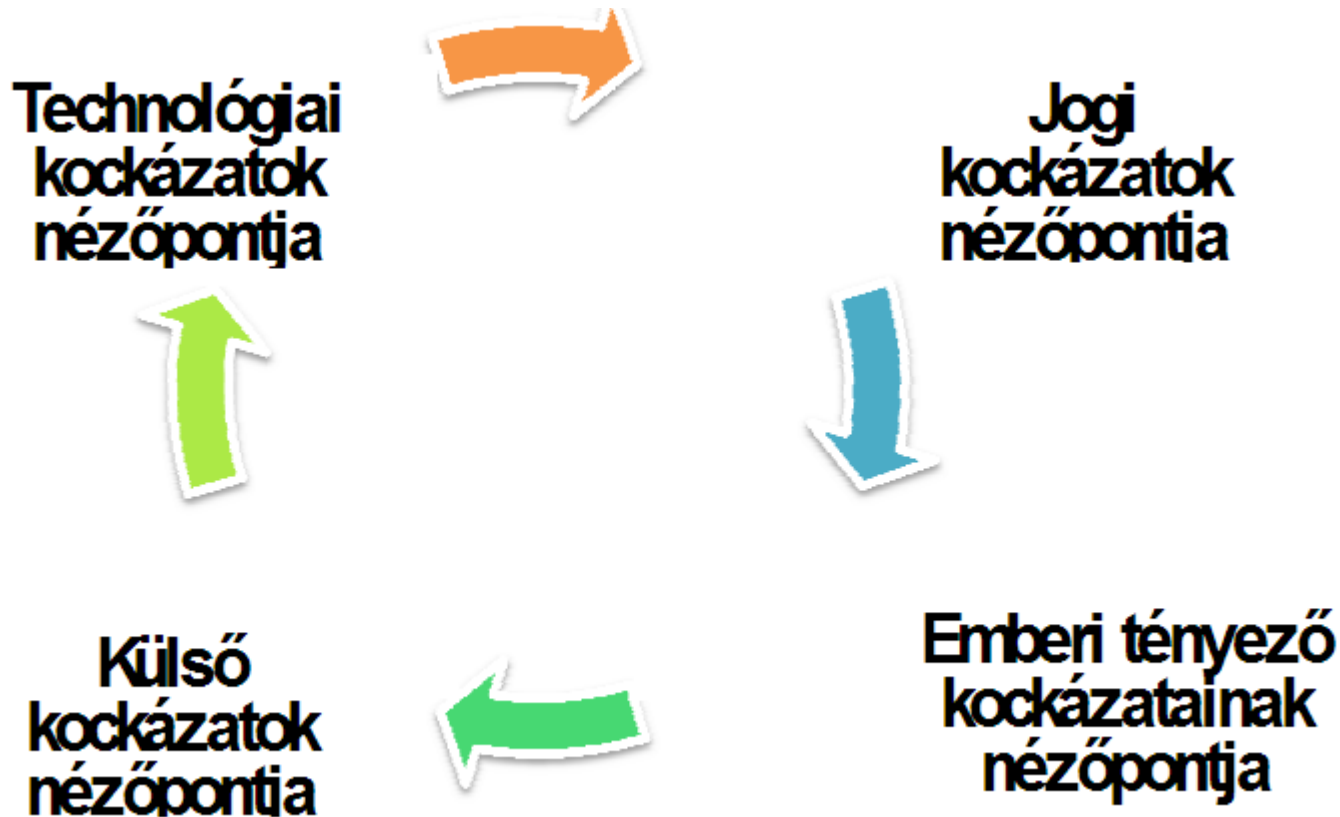 Technológiai
kockázatok
nézőpontja
Jogi
kockázatok
nézőpontja
Emberi tényező
kockázatainak
nézőpontja
Külső
kockázatok
nézőpontja